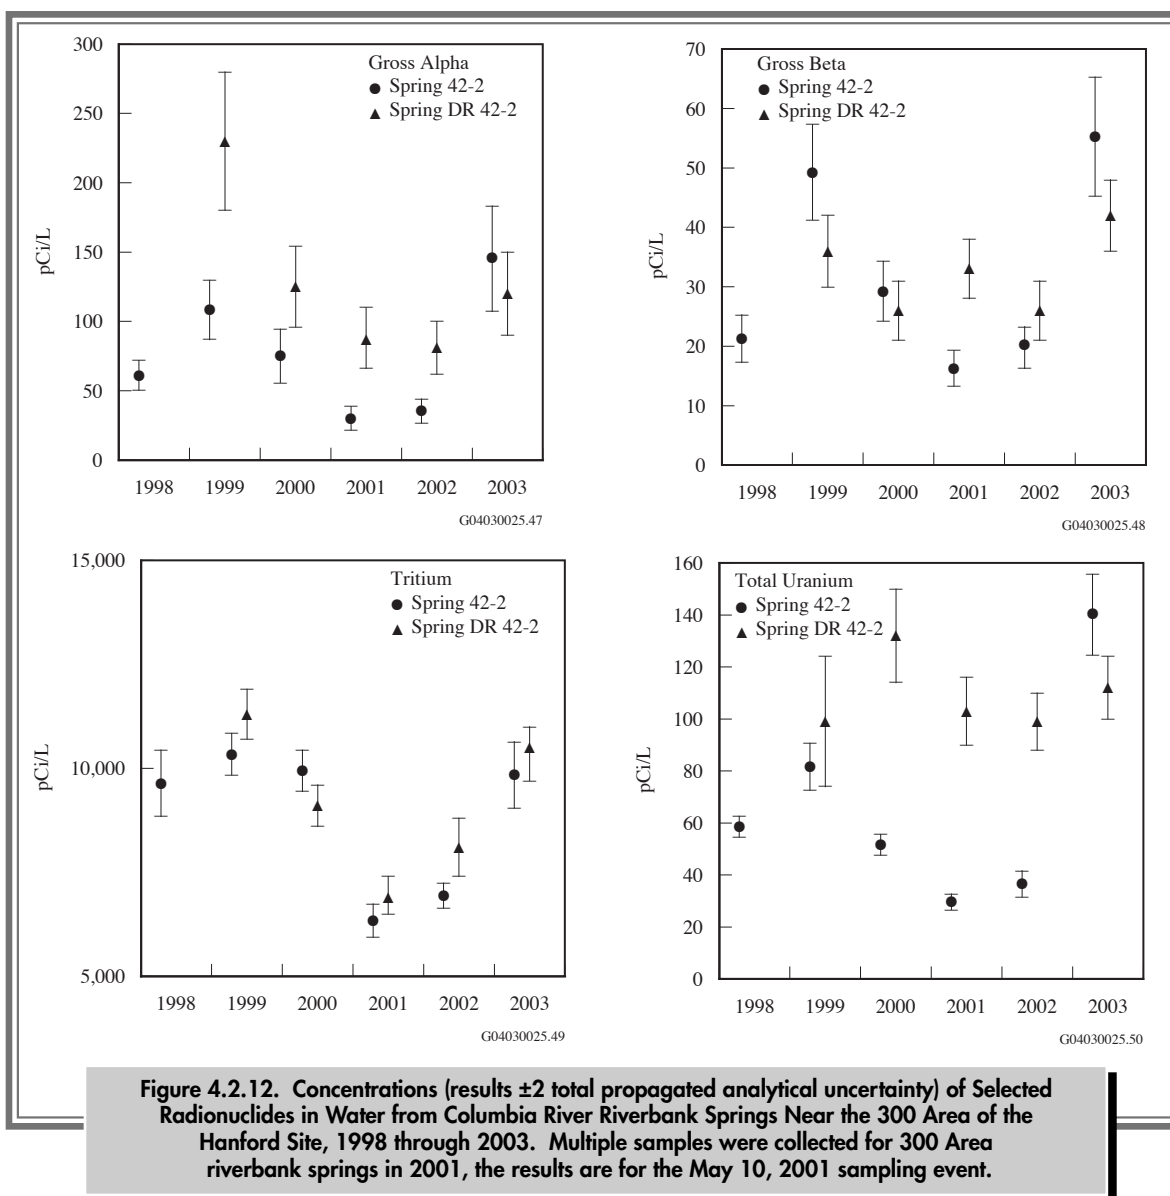 Gross Alpha
Spring 42-2
Spring DR 42-2
pCi/L
300
250
200
150
100
50
0
1998 1999 2000 2001 2002 2003
G04030025.47
Gross Beta
Spring 42-2
Spring DR 42-2
pCi/L
70
60
50
40
30
20
10
0
1998 1999 2000 2001 2002 2003
G04030025.48
Tritium
Spring 42-2
Spring DR 42-2
pCi/L
15,000
10,000
5,000
1998 1999 2000 2001 2002 2003
G04030025.49
Total Uranium
Spring 42-2
Spring DR 42-2
pCi/L
160
140
120
100
80
60
40
20
0
1998 1999 2000 2001 2002 2003
G04030025.50
Figure 4.2.12. Concentrations (results ±2 total propagated analytical uncertainty) of Selected
Radionuclides in Water from Columbia River Riverbank Springs Near the 300 Area of the
Hanford Site, 1998 through 2003. Multiple samples were collected for 300 Area
riverbank springs in 2001, the results are for the May 10, 2001 sampling event.